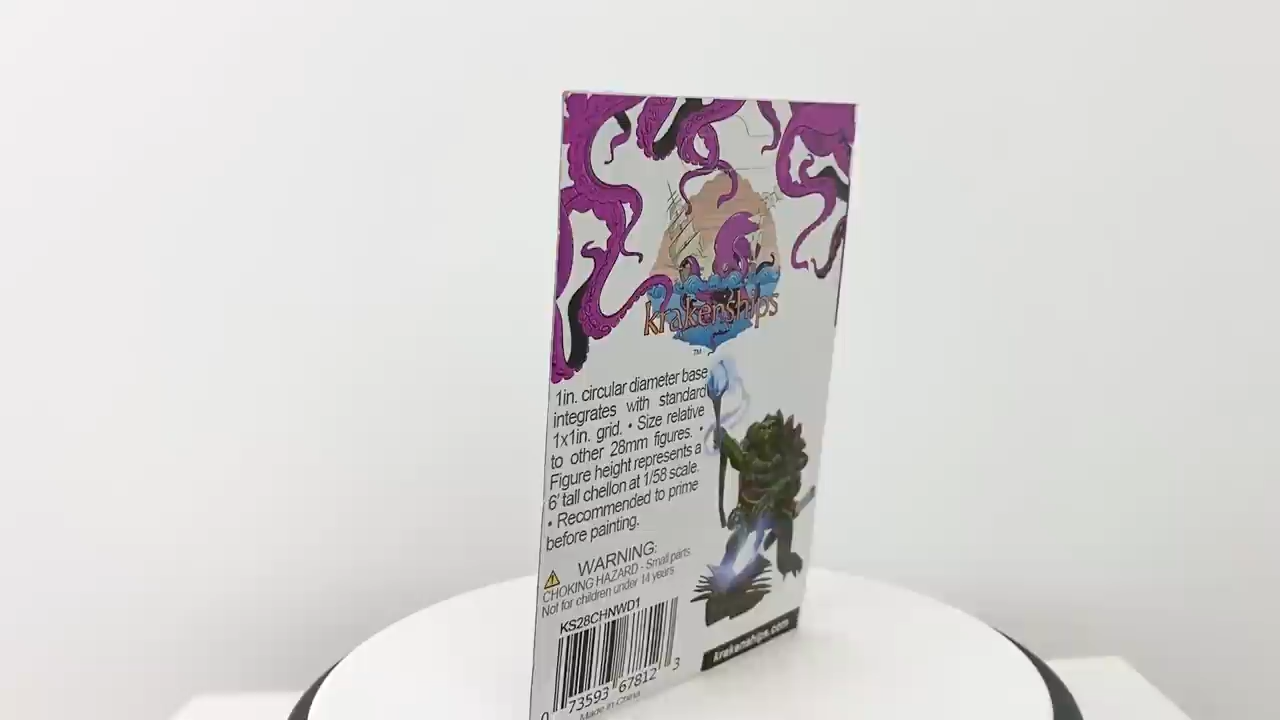 krakenships
TM
1in. circular diameter base
integrates with standard
1x1in. grid. • Size relative
to other 28mm figures. •
Figure height represents a
6' tall chellon at 1/58 scale.
• Recommended to prime
before painting.
WARNING:
CHOKING HAZARD - Small parts
Not for children under 14 years
KS28CHNWD1
0 73593 67812 3
Made in China
krakenships.com